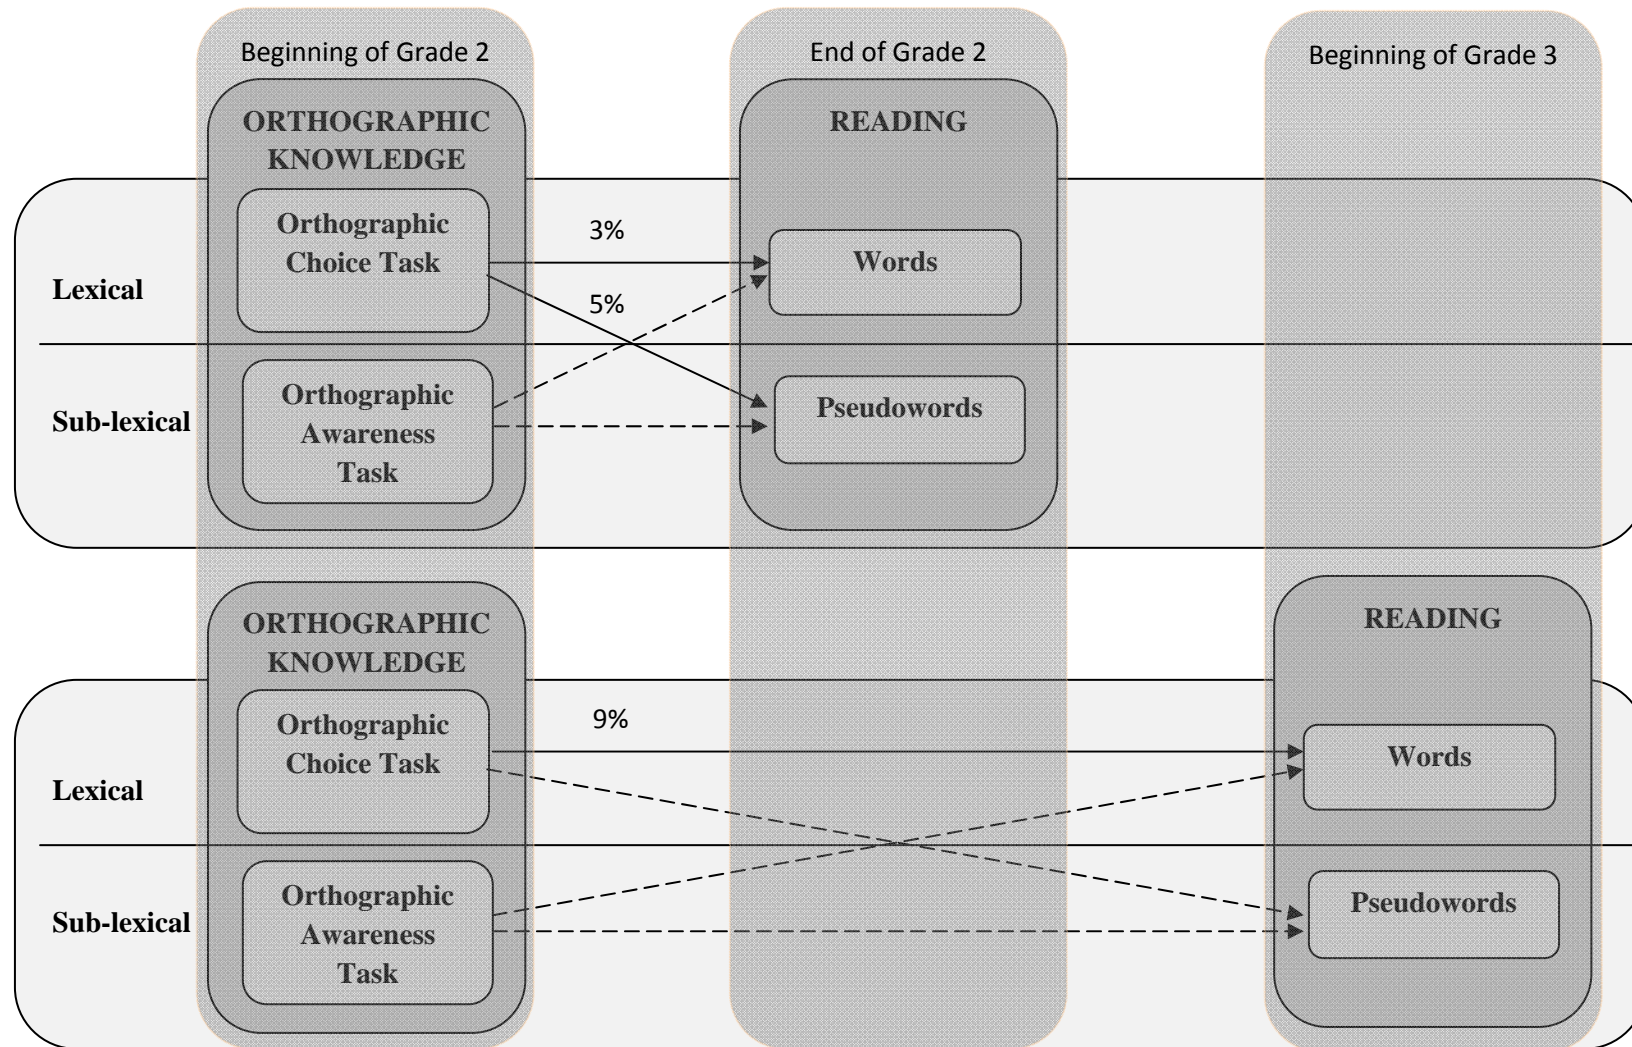 Beginning of Grade 2
End of Grade 2
Beginning of Grade 3
ORTHOGRAPHIC
KNOWLEDGE
READING
Lexical
Orthographic
Choice Task
3%
5%
Words
Sub-lexical
Orthographic
Awareness
Task
Pseudowords
ORTHOGRAPHIC
KNOWLEDGE
READING
Lexical
Orthographic
Choice Task
9%
Words
Sub-lexical
Orthographic
Awareness
Task
Pseudowords